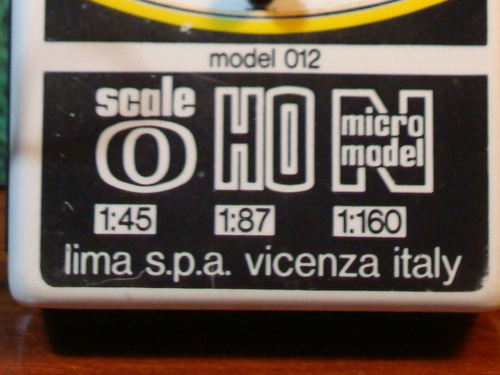 model 012
scale
O HO N
micro
model
1:45 1:87 1:160
lima s.p.a. vicenza italy